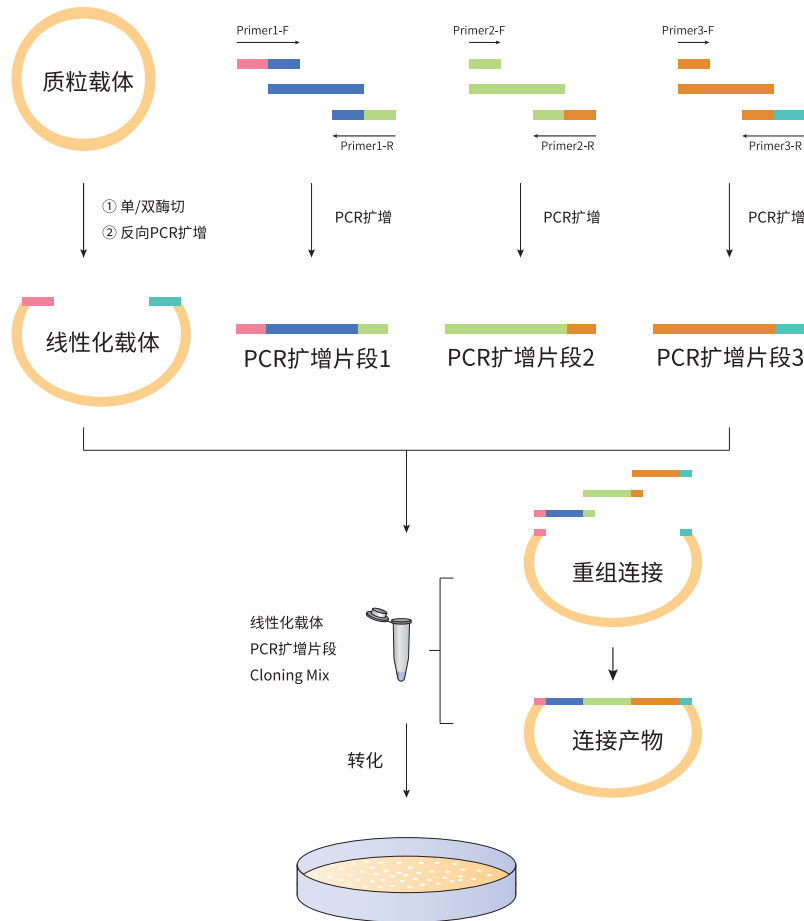 Primer1-F
Primer2-F
Primer3-F
质粒载体
Primer1-R
Primer2-R
Primer3-R
① 单/双酶切
② 反向PCR扩增
PCR扩增
PCR扩增
PCR扩增
线性化载体
PCR扩增片段1
PCR扩增片段2
PCR扩增片段3
重组连接
线性化载体
PCR扩增片段
Cloning Mix
连接产物
转化